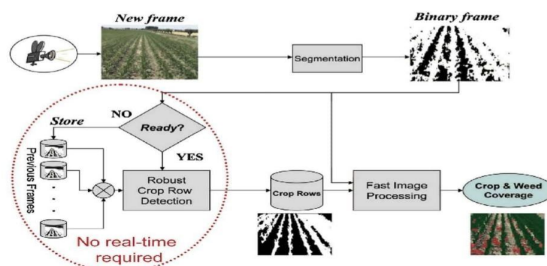 New frame
Binary frame
Segmentation
NO
Ready?
Store
YES
Previous Frames
Robust
Crop Row
Detection
Crop Rows
Fast Image
Processing
Crop & Weed
Coverage
No real-time
required